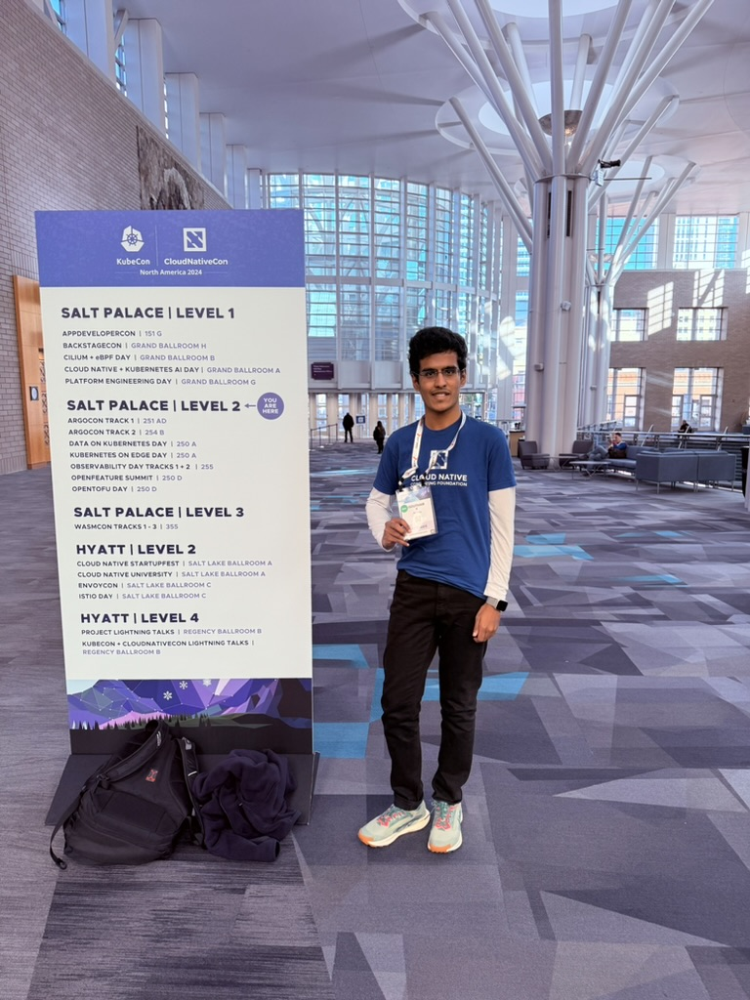 KubeCon | CloudNativeCon
North America 2024
SALT PALACE | LEVEL 1
APPDEVELOPERCON | 151 G
BACKSTAGECON | GRAND BALLROOM H
CILIUM + eBPF DAY | GRAND BALLROOM B
CLOUD NATIVE + KUBERNETES AI DAY | GRAND BALLROOM A
PLATFORM ENGINEERING DAY | GRAND BALLROOM G
SALT PALACE | LEVEL 2
YOU ARE HERE
ARGOCON TRACK 1 | 251 AD
ARGOCON TRACK 2 | 254 B
DATA ON KUBERNETES DAY | 250 A
KUBERNETES ON EDGE DAY | 250 A
OBSERVABILITY DAY TRACKS 1 + 2 | 255
OPENFEATURE SUMMIT | 250 D
OPENTOFU DAY | 250 D
SALT PALACE | LEVEL 3
WASMCON TRACKS 1 - 3 | 355
HYATT | LEVEL 2
CLOUD NATIVE STARTUPFEST | SALT LAKE BALLROOM A
CLOUD NATIVE UNIVERSITY | SALT LAKE BALLROOM A
ENVOYCON | SALT LAKE BALLROOM C
ISTIO DAY | SALT LAKE BALLROOM C
HYATT | LEVEL 4
PROJECT LIGHTNING TALKS | REGENCY BALLROOM B
KUBECON + CLOUDNATIVECON LIGHTNING TALKS |
REGENCY BALLROOM B
CLOUD NATIVE
FOUNDATION